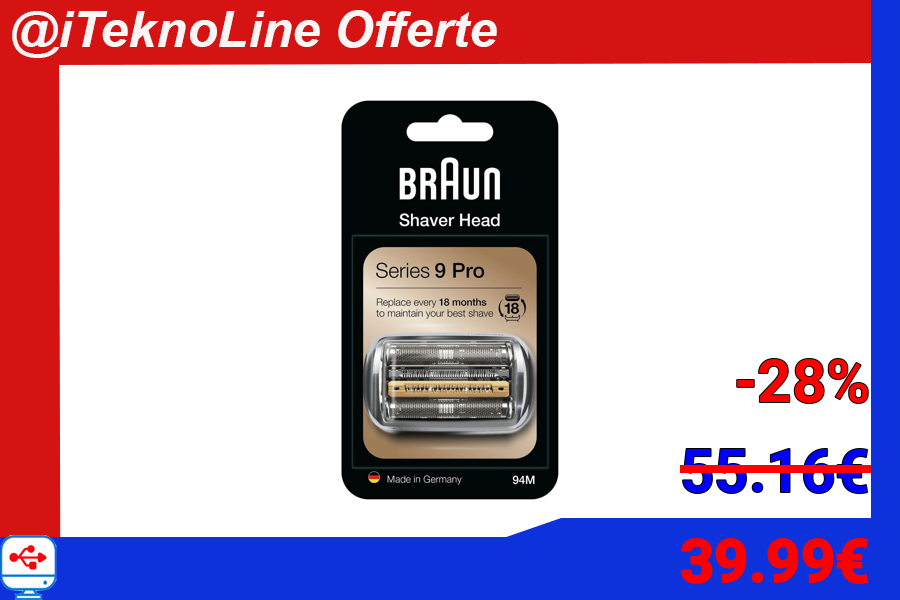 @iTeknoLine Offerte
BRAUN
Shaver Head
Series 9 Pro
Replace every 18 months
to maintain your best shave
18
Made in Germany
94M
-28%
55.16€
39.99€